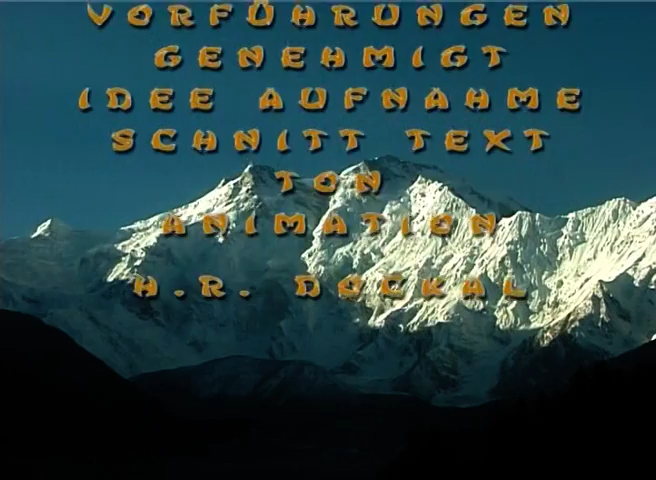 VORFÜHRUNGEN
GENEHMIGT
IDEE AUFNAHME
SCHNITT TEXT
TON
ANIMATION
H.R. DOCKAL